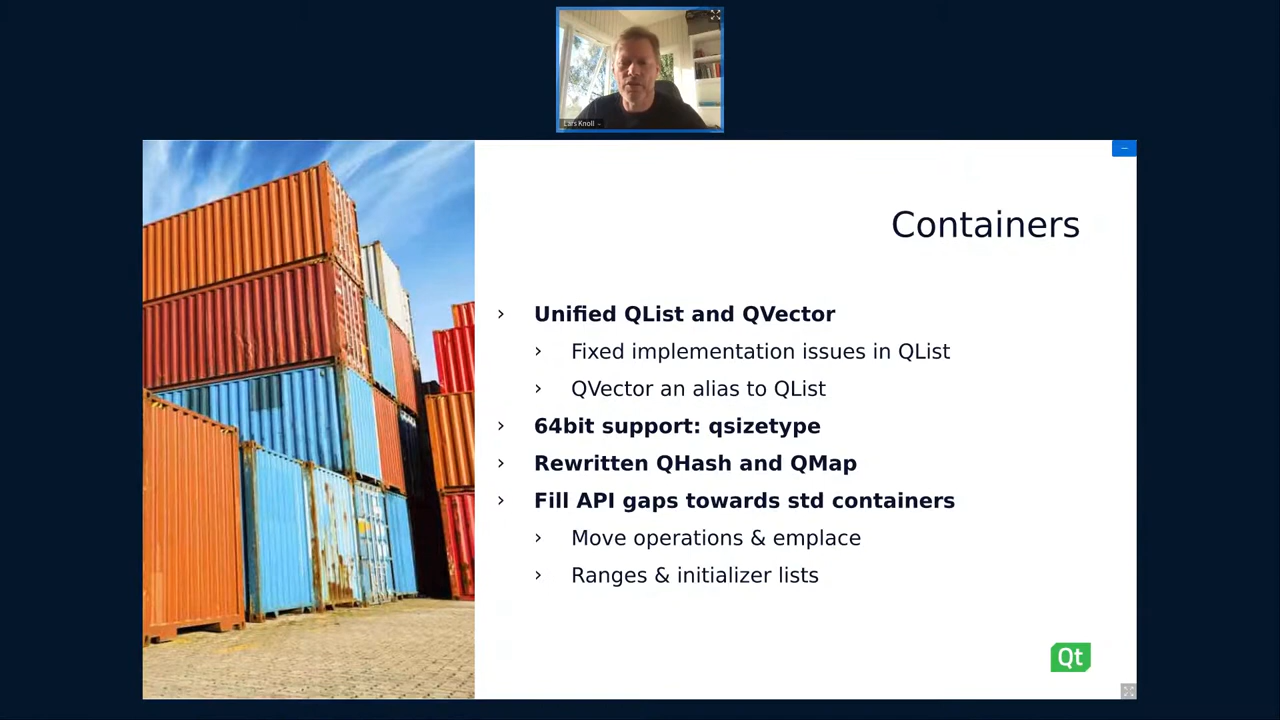 Lars Knoll
Containers
› Unified QList and QVector
› Fixed implementation issues in QList
› QVector an alias to QList
› 64bit support: qsizetype
› Rewritten QHash and QMap
› Fill API gaps towards std containers
› Move operations & emplace
› Ranges & initializer lists
Qt